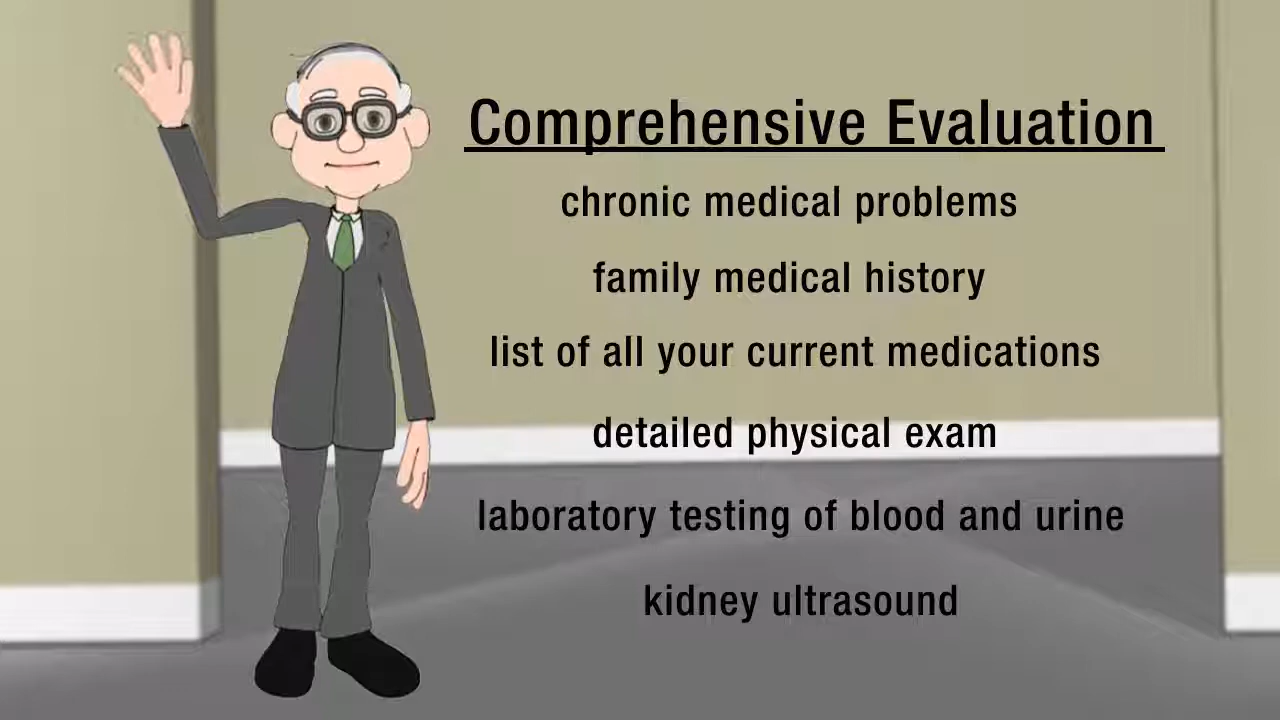 Comprehensive Evaluation
chronic medical problems
family medical history
list of all your current medications
detailed physical exam
laboratory testing of blood and urine
kidney ultrasound